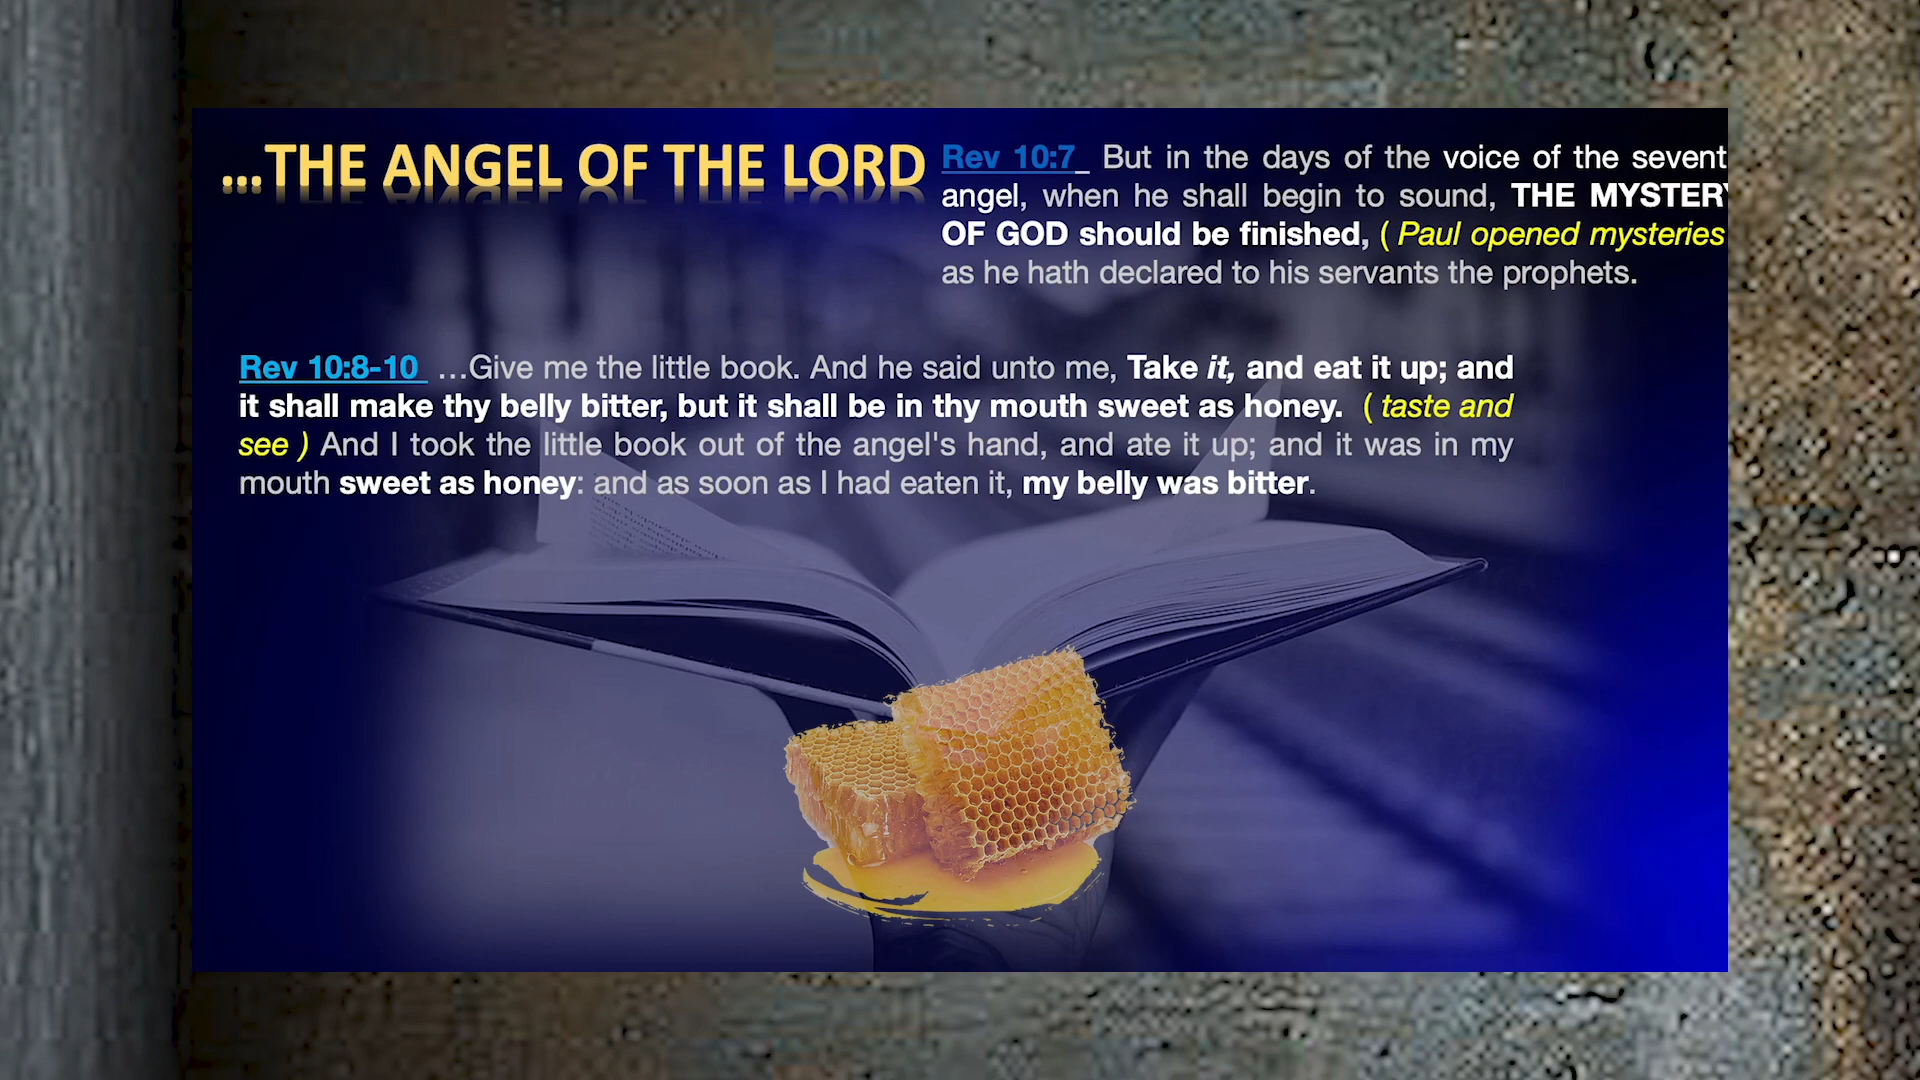 ...THE ANGEL OF THE LORD
Rev 10:7 But in the days of the voice of the sevent
angel, when he shall begin to sound, THE MYSTERY
OF GOD should be finished, ( Paul opened mysteries
as he hath declared to his servants the prophets.
Rev 10:8-10 …Give me the little book. And he said unto me, Take it, and eat it up; and
it shall make thy belly bitter, but it shall be in thy mouth sweet as honey. ( taste and
see ) And I took the little book out of the angel's hand, and ate it up; and it was in my
mouth sweet as honey: and as soon as I had eaten it, my belly was bitter.